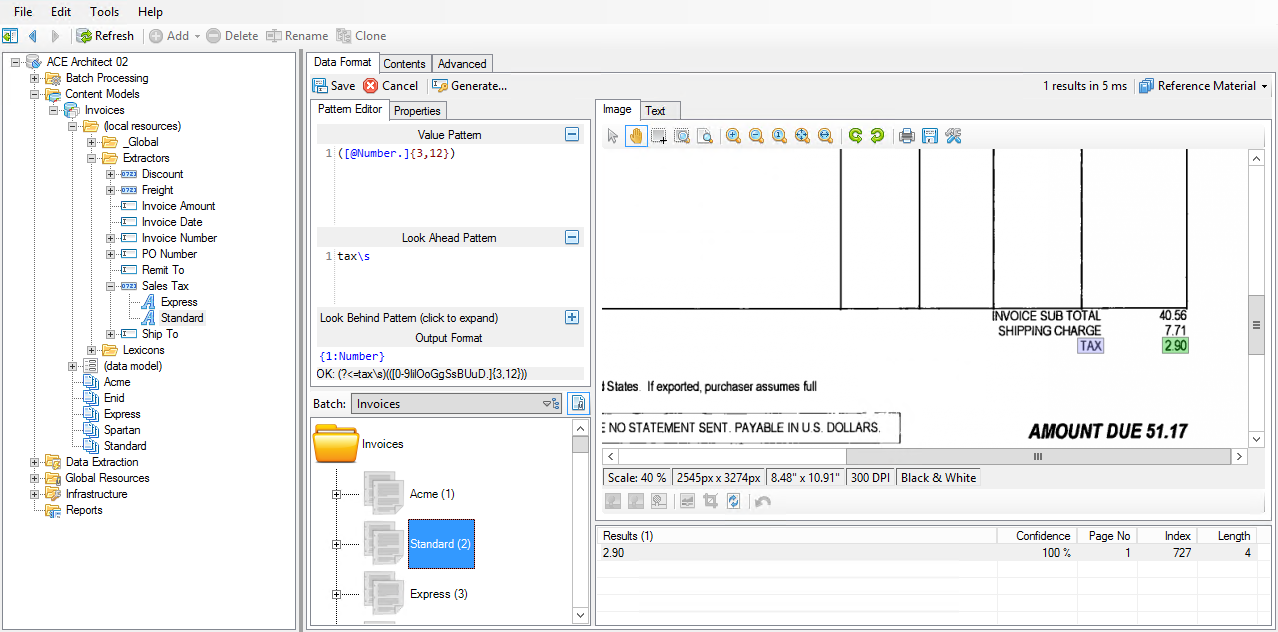 File Edit Tools Help
Refresh Add Delete Rename Clone
ACE Architect 02
Batch Processing
Content Models
Invoices
(local resources)
_Global
Extractors
Discount
Freight
Invoice Amount
Invoice Date
Invoice Number
PO Number
Remit To
Sales Tax
Express
Standard
Ship To
Lexicons
(data model)
Acme
Enid
Express
Spartan
Standard
Data Extraction
Global Resources
Infrastructure
Reports
Data Format Contents Advanced
Save Cancel Generate... 1 results in 5 ms Reference Material
Pattern Editor Properties
Value Pattern
1 ([@Number.]{3,12})
Look Ahead Pattern
1 tax\s
Look Behind Pattern (click to expand)
Output Format
{1:Number}
OK: (?<=tax\s)(([0-9IilOoGgSsBUuD.]{3,12}))
Batch: Invoices
Invoices
Acme (1)
Standard (2)
Express (3)
Image Text
INVOICE SUB TOTAL 40.56
SHIPPING CHARGE 7.71
TAX 2.90
States. If exported, purchaser assumes full
E NO STATEMENT SENT. PAYABLE IN U S. DOLLARS.
AMOUNT DUE 51.17
Scale: 40 % 2545px x 3274px 8.48" x 10.91" 300 DPI Black & White
Results (1) Confidence Page No Index Length
2.90 100 % 1 727 4